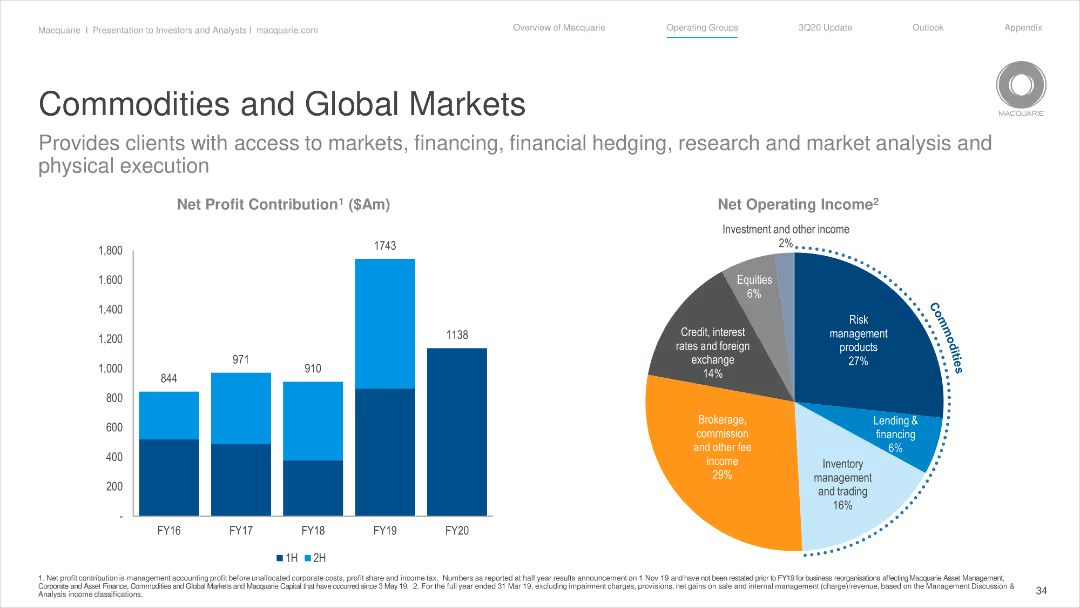 Macquarie I Presentation to Investors and Analysts I macquarie.com
Overview of Macquarie
Operating Groups
3Q20 Update
Outlook
Appendix
MACQUARIE
Commodities and Global Markets
Provides clients with access to markets, financing, financial hedging, research and market analysis and
physical execution
Net Profit Contribution¹ ($Am)
1,800
1,600
1,400
1,200
1,000
800
600
400
200
-
844
971
910
1743
1138
FY16
FY17
FY18
FY19
FY20
1H
2H
Net Operating Income²
Investment and other income
2%
Equities
6%
Credit, interest
rates and foreign
exchange
14%
Brokerage,
commission
and other fee
income
29%
Risk
management
products
27%
Lending &
financing
6%
Inventory
management
and trading
16%
Commodities
1. Net profit contribution is management accounting profit before unallocated corporate costs, profit share and income tax. Numbers as reported at half year results announcement on 1 Nov 19 and have not been restated prior to FY19 for business reorganisations affecting Macquarie Asset Management,
Corporate and Asset Finance, Commodities and Global Markets and Macquarie Capital that have occurred since 3 May 19. 2. For the full year ended 31 Mar 19, excluding impairment charges, provisions, net gains on sale and internal management (charge)/revenue, based on the Management Discussion &
Analysis income classifications.
34